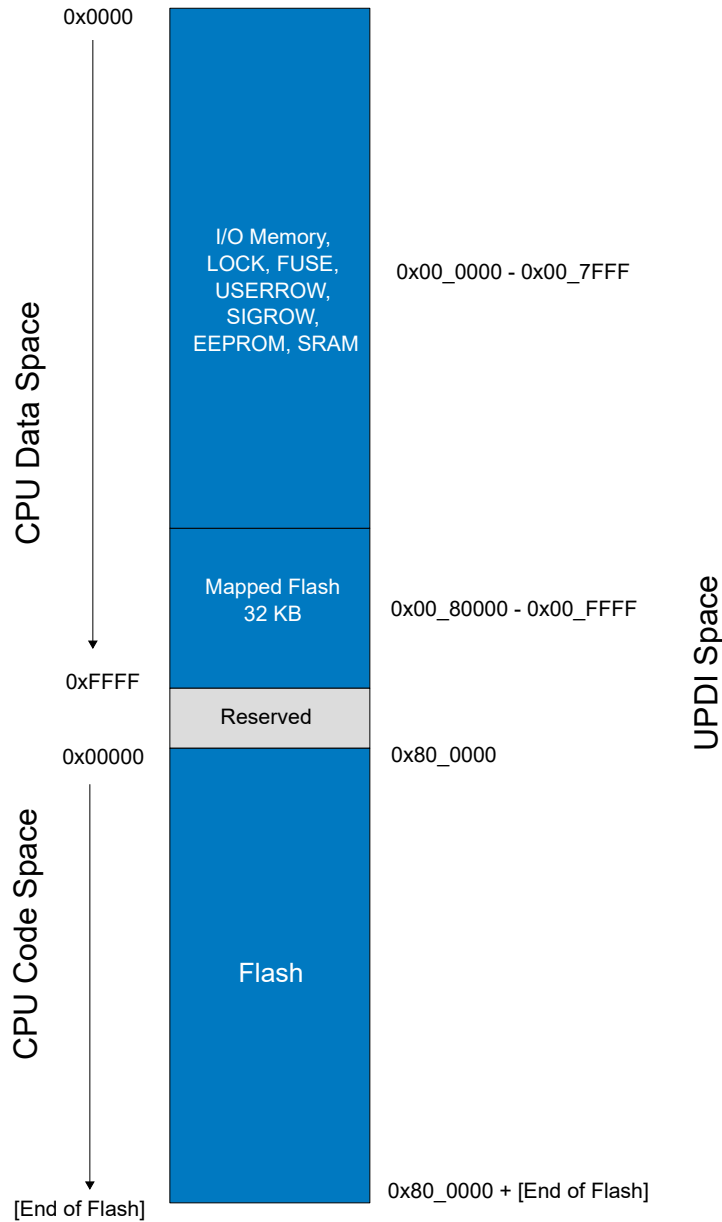 0x0000
I/O Memory,
LOCK, FUSE,
USERROW,
SIGROW,
EEPROM, SRAM
0x00_0000 - 0x00_7FFF
CPU Data Space
Mapped Flash
32 KB
0x00_80000 - 0x00_FFFF
UPDI Space
0xFFFF
Reserved
0x00000
0x80_0000
CPU Code Space
Flash
[End of Flash]
0x80_0000 + [End of Flash]